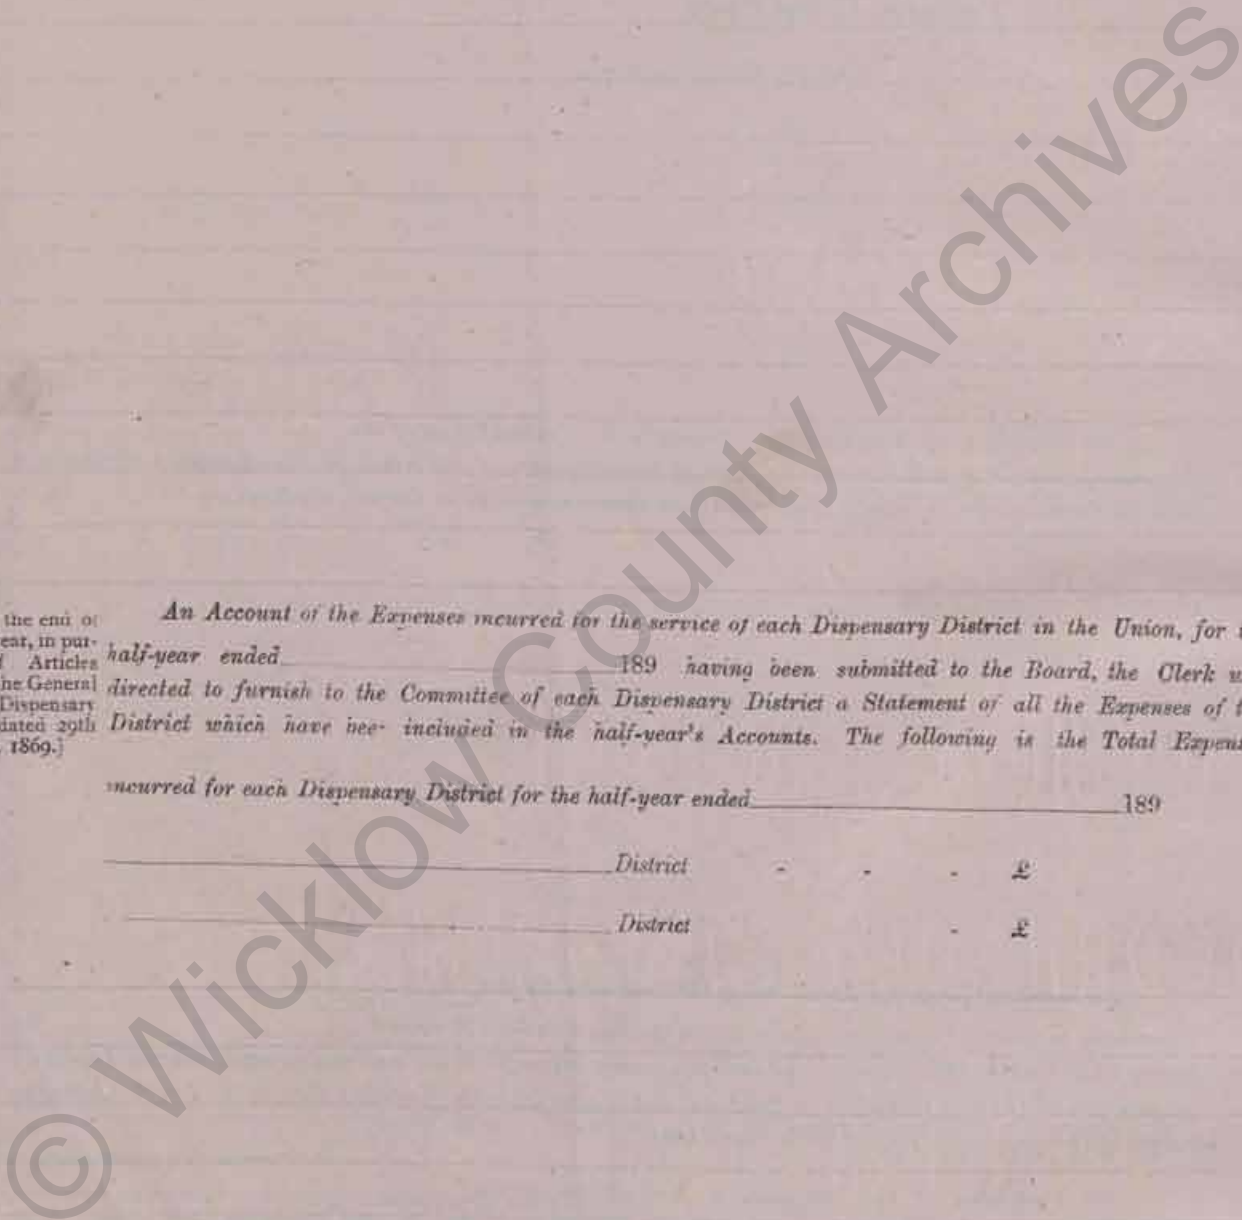 the end of
ear, in pur-
Articles
he General
Dispensary
dated 29th
1869.]
An Account of the Expenses incurred for the service of each Dispensary District in the Union, for
half-year ended 189 having been submitted to the Board, the Clerk
directed to furnish to the Committee of each Dispensary District a Statement of all the Expenses of
District which have bee- included in the half-year's Accounts. The following is the Total Expens
incurred for each Dispensary District for the half-year ended 189
District - - - £
District - £
© Wicklow County Archives